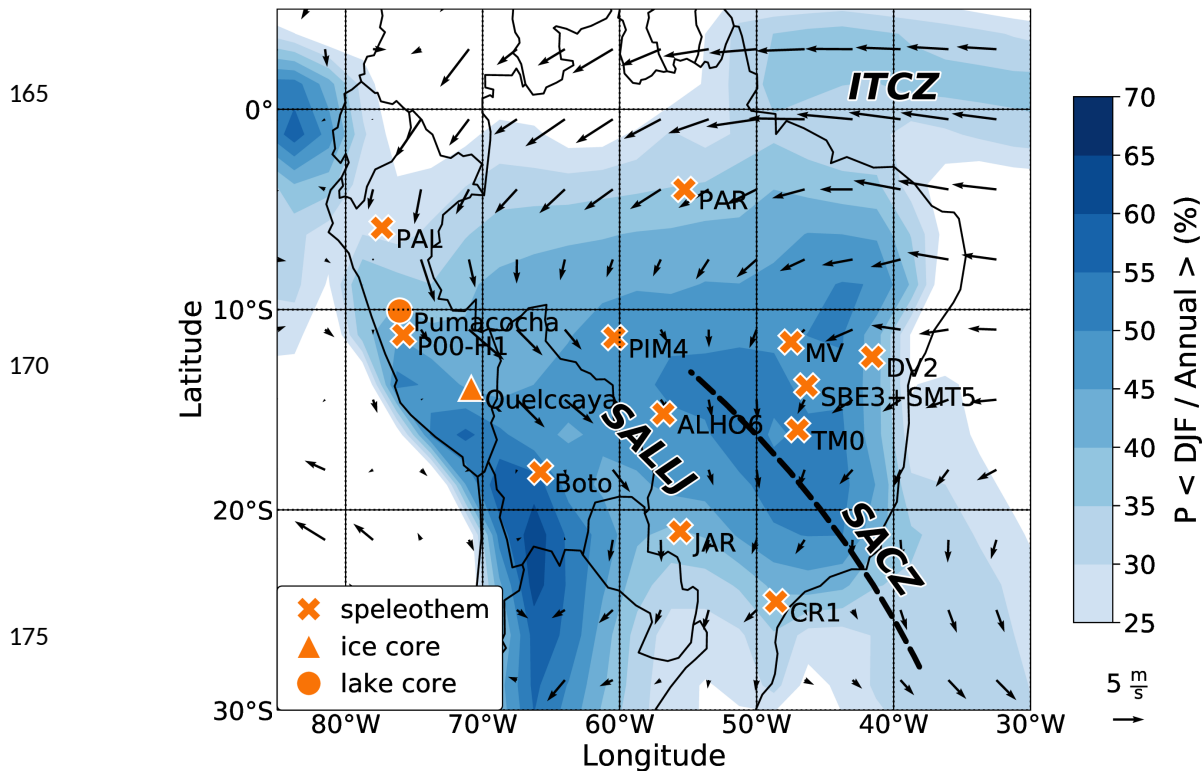 165
170
175
ITCZ
0°
PAR
PAL
10°S
Pumacocha
P00-H1
PIM4
MV
DV2
Quelccaya
SBE3+SMT5
ALHO6
TM0
SALLJ
Boto
20°S
SACZ
JAR
CR1
speleothem
ice core
lake core
30°S
80°W
70°W
60°W
50°W
40°W
30°W
Longitude
Latitude
70
65
60
55
50
45
40
35
30
25
P < DJF / Annual > (%)
5 m/s